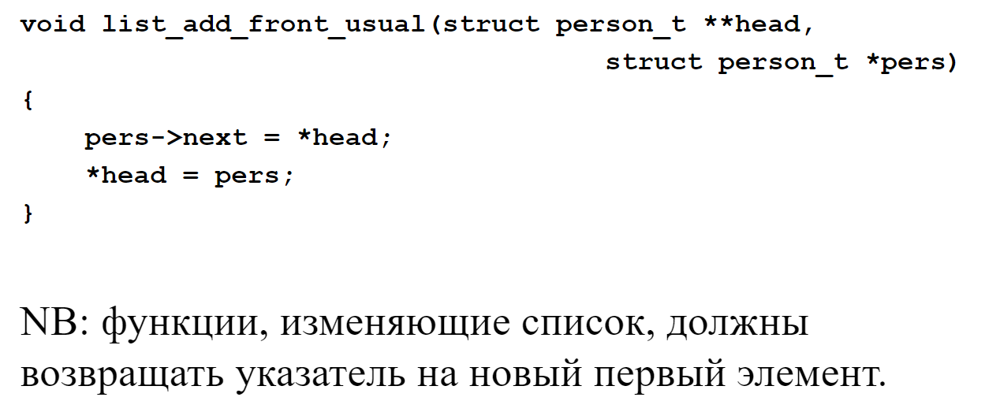 void list_add_front_usual(struct person_t **head,
struct person_t *pers)
{
pers->next = *head;
*head = pers;
}
NB: функции, изменяющие список, должны
возвращать указатель на новый первый элемент.